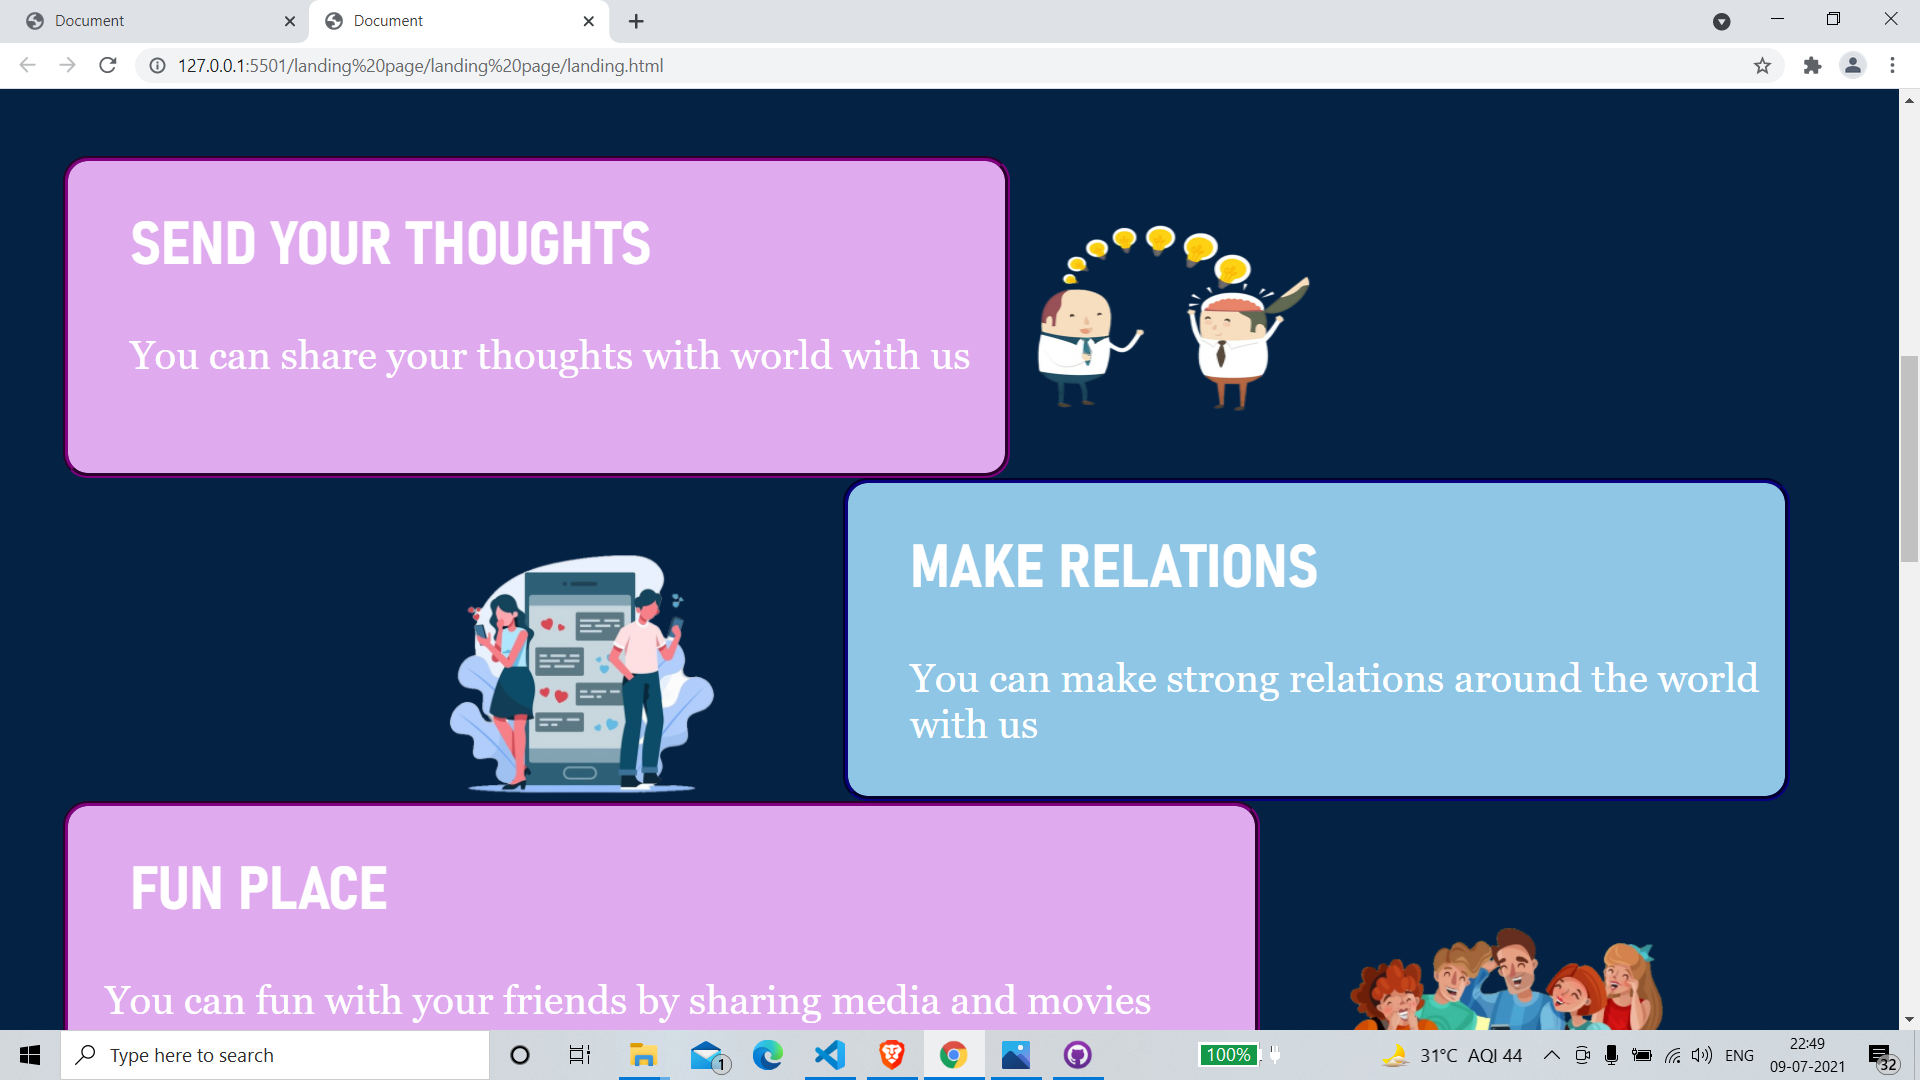 Document
Document
127.0.0.1:5501/landing%20page/landing%20page/landing.html
SEND YOUR THOUGHTS
You can share your thoughts with world with us
MAKE RELATIONS
You can make strong relations around the world
with us
FUN PLACE
You can fun with your friends by sharing media and movies
Type here to search
1
100%
31°C AQI 44
ENG
22:49
09-07-2021
32